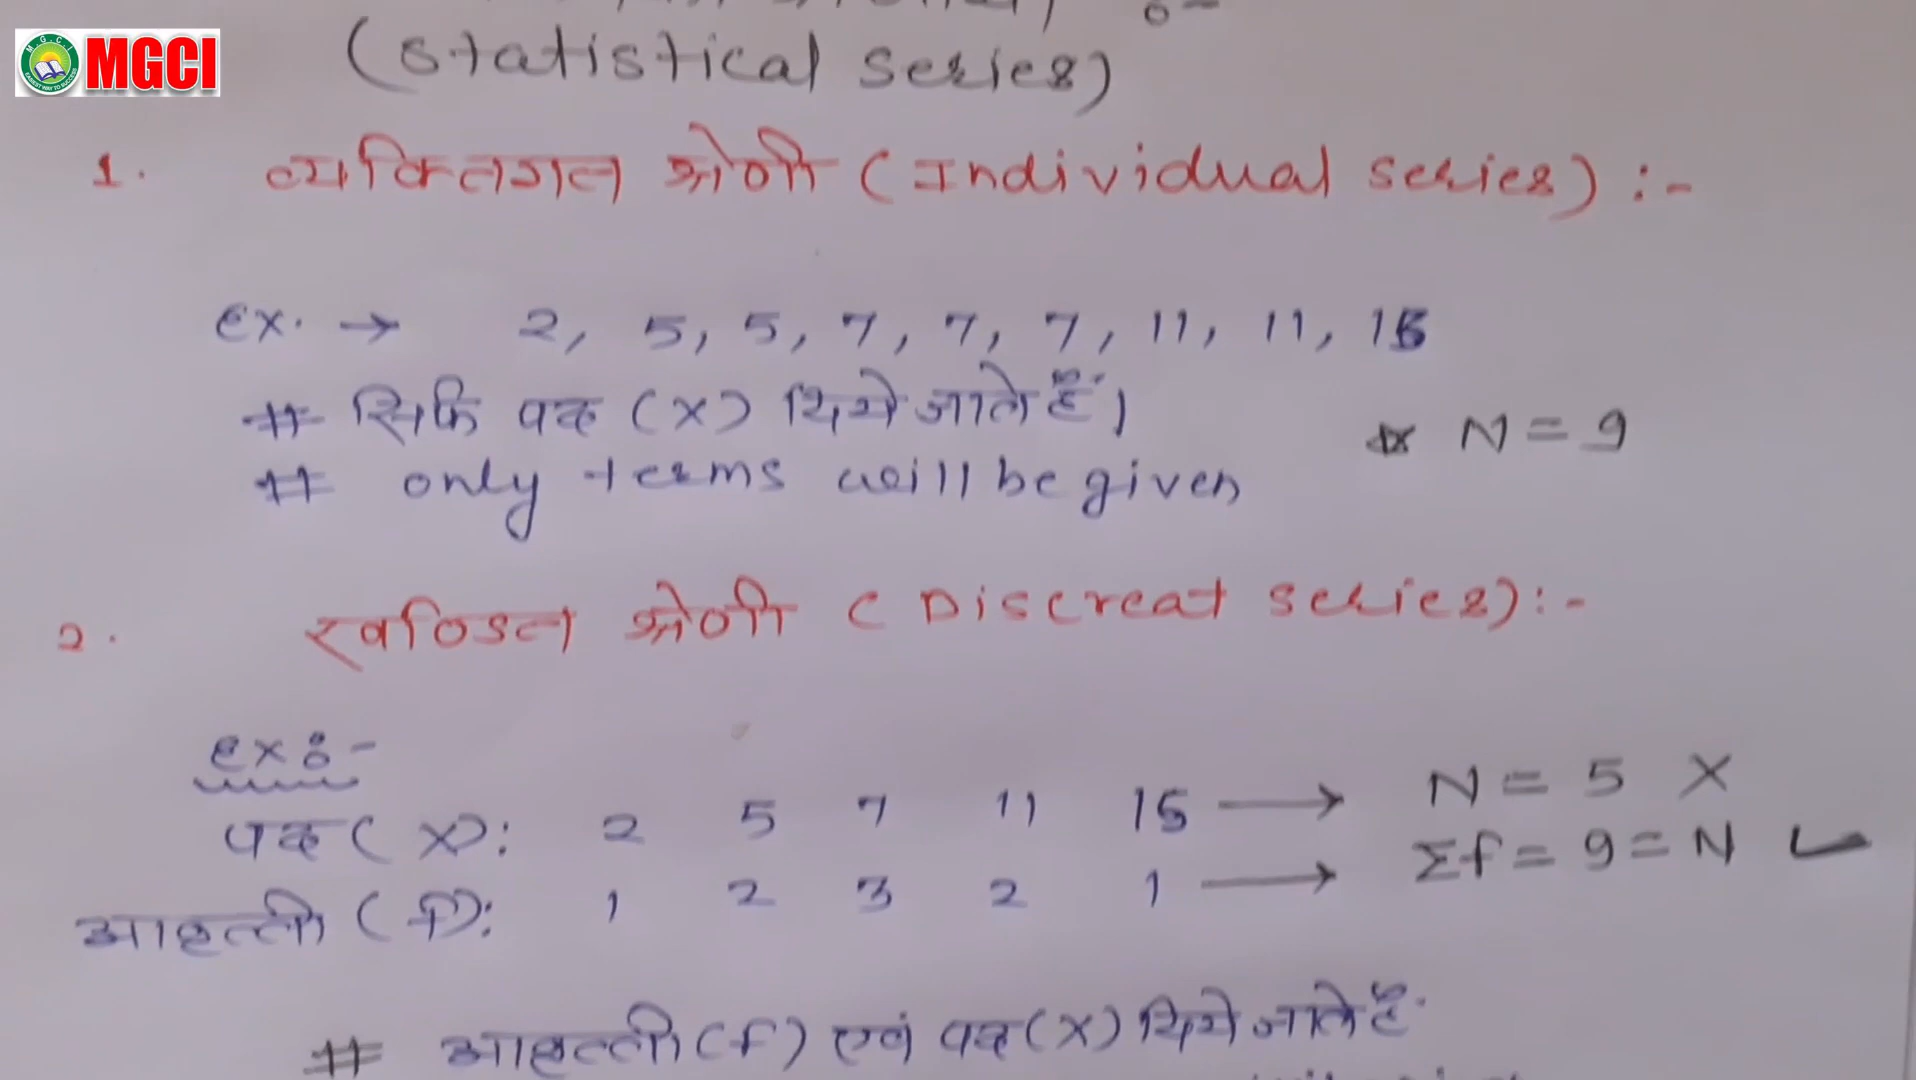 MGCI
(statistical series)
1. व्यक्तिगत श्रेणी (Individual series) :-
ex. → 2, 5, 5, 7, 7, 7, 11, 11, 15
# सिर्फ पद (x) दिये जाते हैं।
* N = 9
# only terms will be given
2. खण्डित श्रेणी (Discreat series) :-
ex :-
पद (x): 2 5 7 11 15 → N = 5 X
आवृत्ती (f): 1 2 3 2 1 → Σf = 9 = N ✓
# आवृत्ती (f) एवं पद (x) दिये जाते हैं